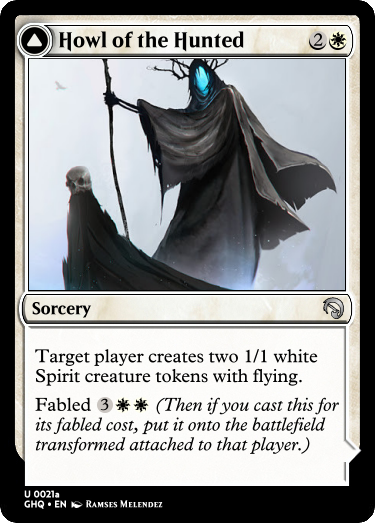 Howl of the Hunted 2
Sorcery
Target player creates two 1/1 white
Spirit creature tokens with flying.
Fabled 3 (Then if you cast this for
its fabled cost, put it onto the battlefield
transformed attached to that player.)
U 0021a
GHQ • EN Ramses Melendez